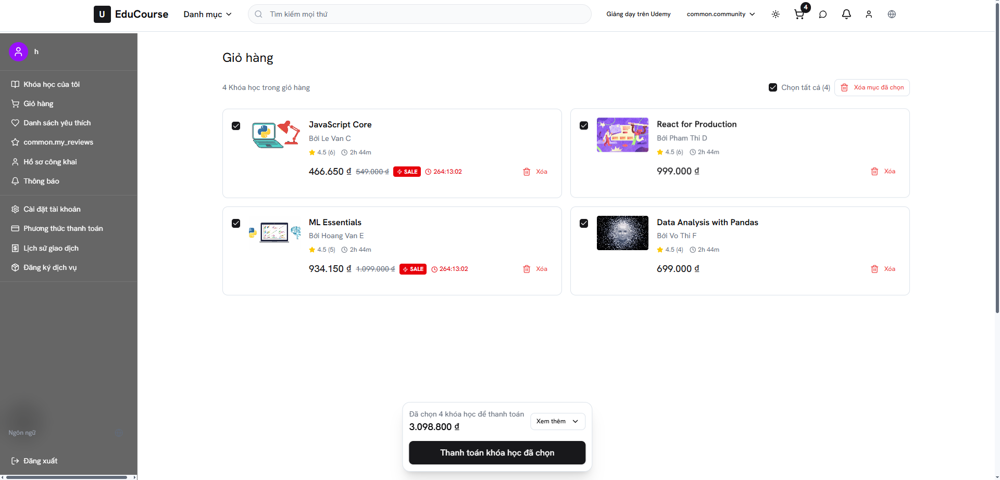 U EduCourse
Danh mục
Tìm kiếm mọi thứ
Giảng dạy trên Udemy
common.community
4
h
Khóa học của tôi
Giỏ hàng
Danh sách yêu thích
common.my_reviews
Hồ sơ công khai
Thông báo
Cài đặt tài khoản
Phương thức thanh toán
Lịch sử giao dịch
Đăng ký dịch vụ
Ngôn ngữ
Đăng xuất
Giỏ hàng
4 Khóa học trong giỏ hàng
Chọn tất cả (4)
Xóa mục đã chọn
JavaScript Core
Bởi Le Van C
4.5 (6) 2h 44m
466.650 ₫ 549.000 ₫ SALE 264:13:02 Xóa
React for Production
Bởi Pham Thi D
4.5 (6) 2h 44m
999.000 ₫ Xóa
ML Essentials
Bởi Hoang Van E
4.5 (5) 2h 44m
934.150 ₫ 1.099.000 ₫ SALE 264:13:02 Xóa
Data Analysis with Pandas
Bởi Vo Thi F
4.5 (4) 2h 44m
699.000 ₫ Xóa
Đã chọn 4 khóa học để thanh toán
3.098.800 ₫
Xem thêm
Thanh toán khóa học đã chọn